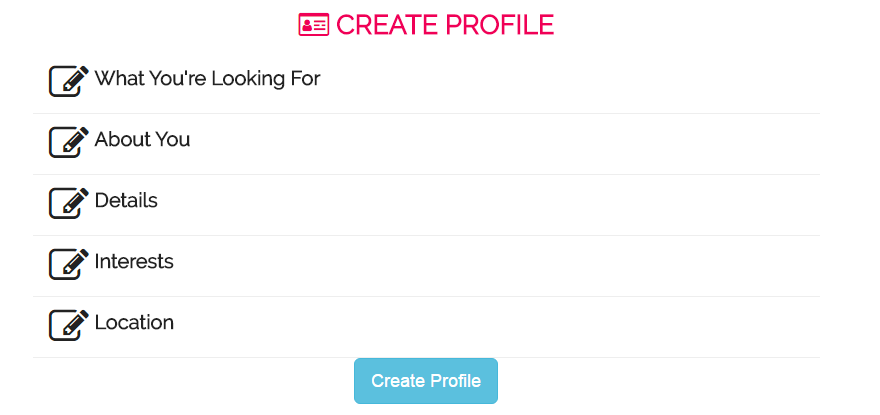 CREATE PROFILE
What You're Looking For
About You
Details
Interests
Location
Create Profile